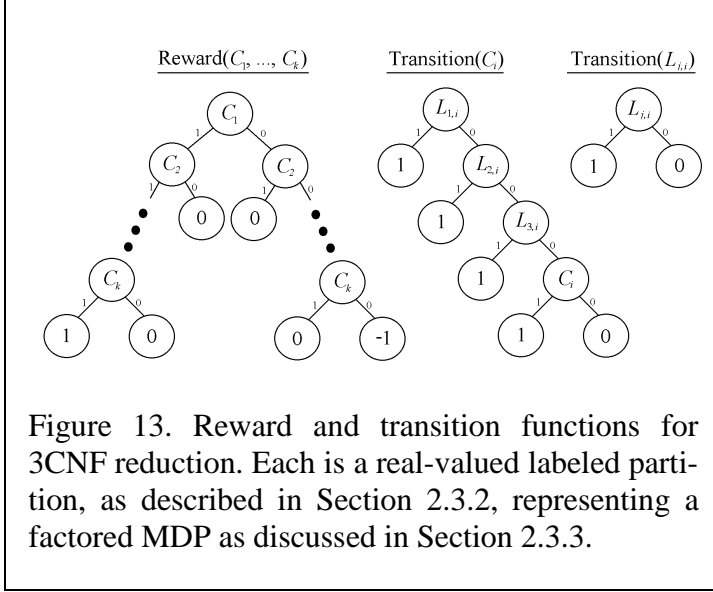 Reward(C1, ..., Ck) Transition(Ci) Transition(Li,i)
C1 L1,i Li,i
1 0 1 0 1 0
C2 C2 1 L2,i 1 0
1 0 1 0 1 0
0 0 1 L3,i
1 0
Ck Ck 1 Ci
1 0 1 0 1 0
1 0 0 -1 1 0
Figure 13. Reward and transition functions for
3CNF reduction. Each is a real-valued labeled parti-
tion, as described in Section 2.3.2, representing a
factored MDP as discussed in Section 2.3.3.